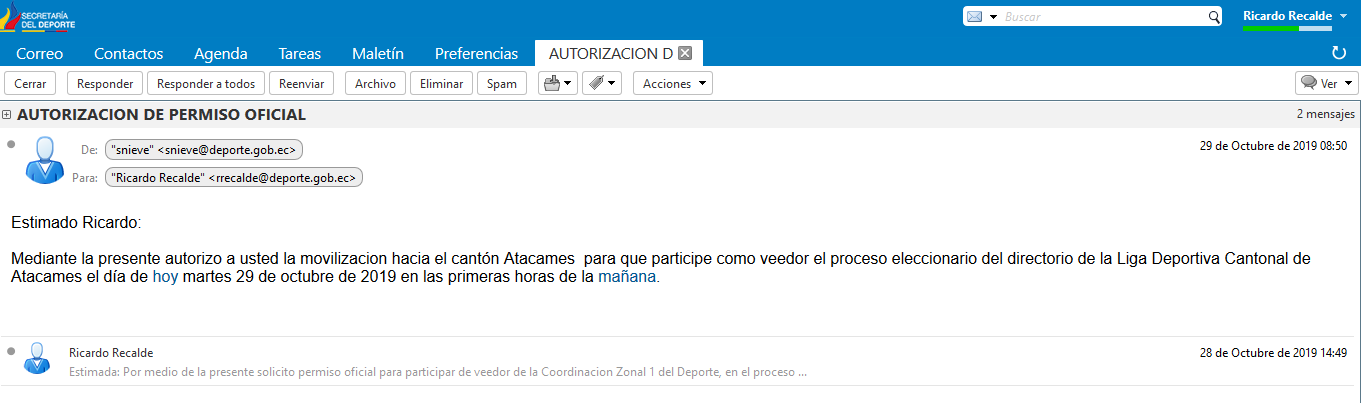 SECRETARÍA
DEL DEPORTE
Buscar
Ricardo Recalde
Correo Contactos Agenda Tareas Maletín Preferencias AUTORIZACION D
Cerrar Responder Responder a todos Reenviar Archivo Eliminar Spam Acciones Ver
AUTORIZACION DE PERMISO OFICIAL 2 mensajes
De: "snieve" <snieve@deporte.gob.ec> 29 de Octubre de 2019 08:50
Para: "Ricardo Recalde" <rrecalde@deporte.gob.ec>
Estimado Ricardo:
Mediante la presente autorizo a usted la movilizacion hacia el cantón Atacames para que participe como veedor el proceso eleccionario del directorio de la Liga Deportiva Cantonal de
Atacames el día de hoy martes 29 de octubre de 2019 en las primeras horas de la mañana.
Ricardo Recalde 28 de Octubre de 2019 14:49
Estimada: Por medio de la presente solicito permiso oficial para participar de veedor de la Coordinacion Zonal 1 del Deporte, en el proceso ...